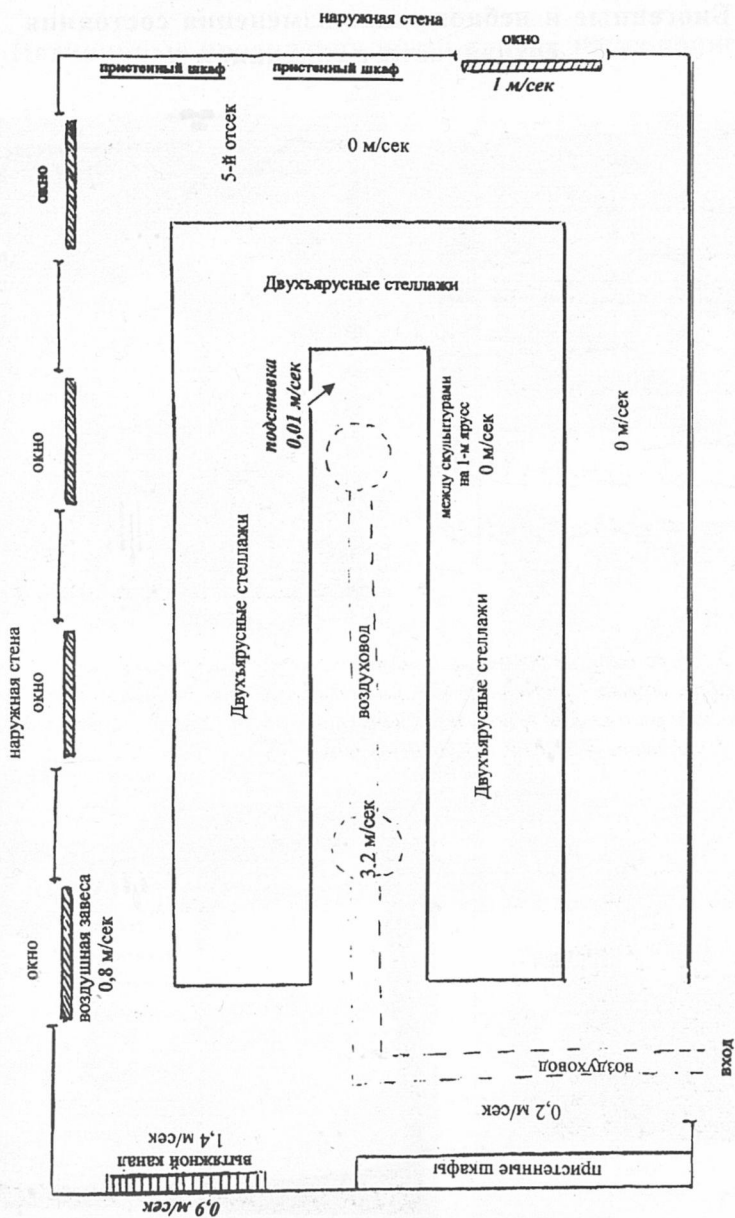 наружная стена
окно
пристенный шкаф
пристенный шкаф
1 м/сек
окно
5-й отсек
0 м/сек
Двухъярусные стеллажи
подставка
0,01 м/сек
окно
между скульптурами
на 1-м ярусс
0 м/сек
0 м/сек
Двухъярусные стеллажи
наружная стена
окно
воздуховод
Двухъярусные стеллажи
3.2 м/сек
окно
воздушная завеса
0,8 м/сек
воздуховод
вход
0,2 м/сек
вытяжной канал
1,4 м/сек
0,9 м/сек
пристенные шкафы